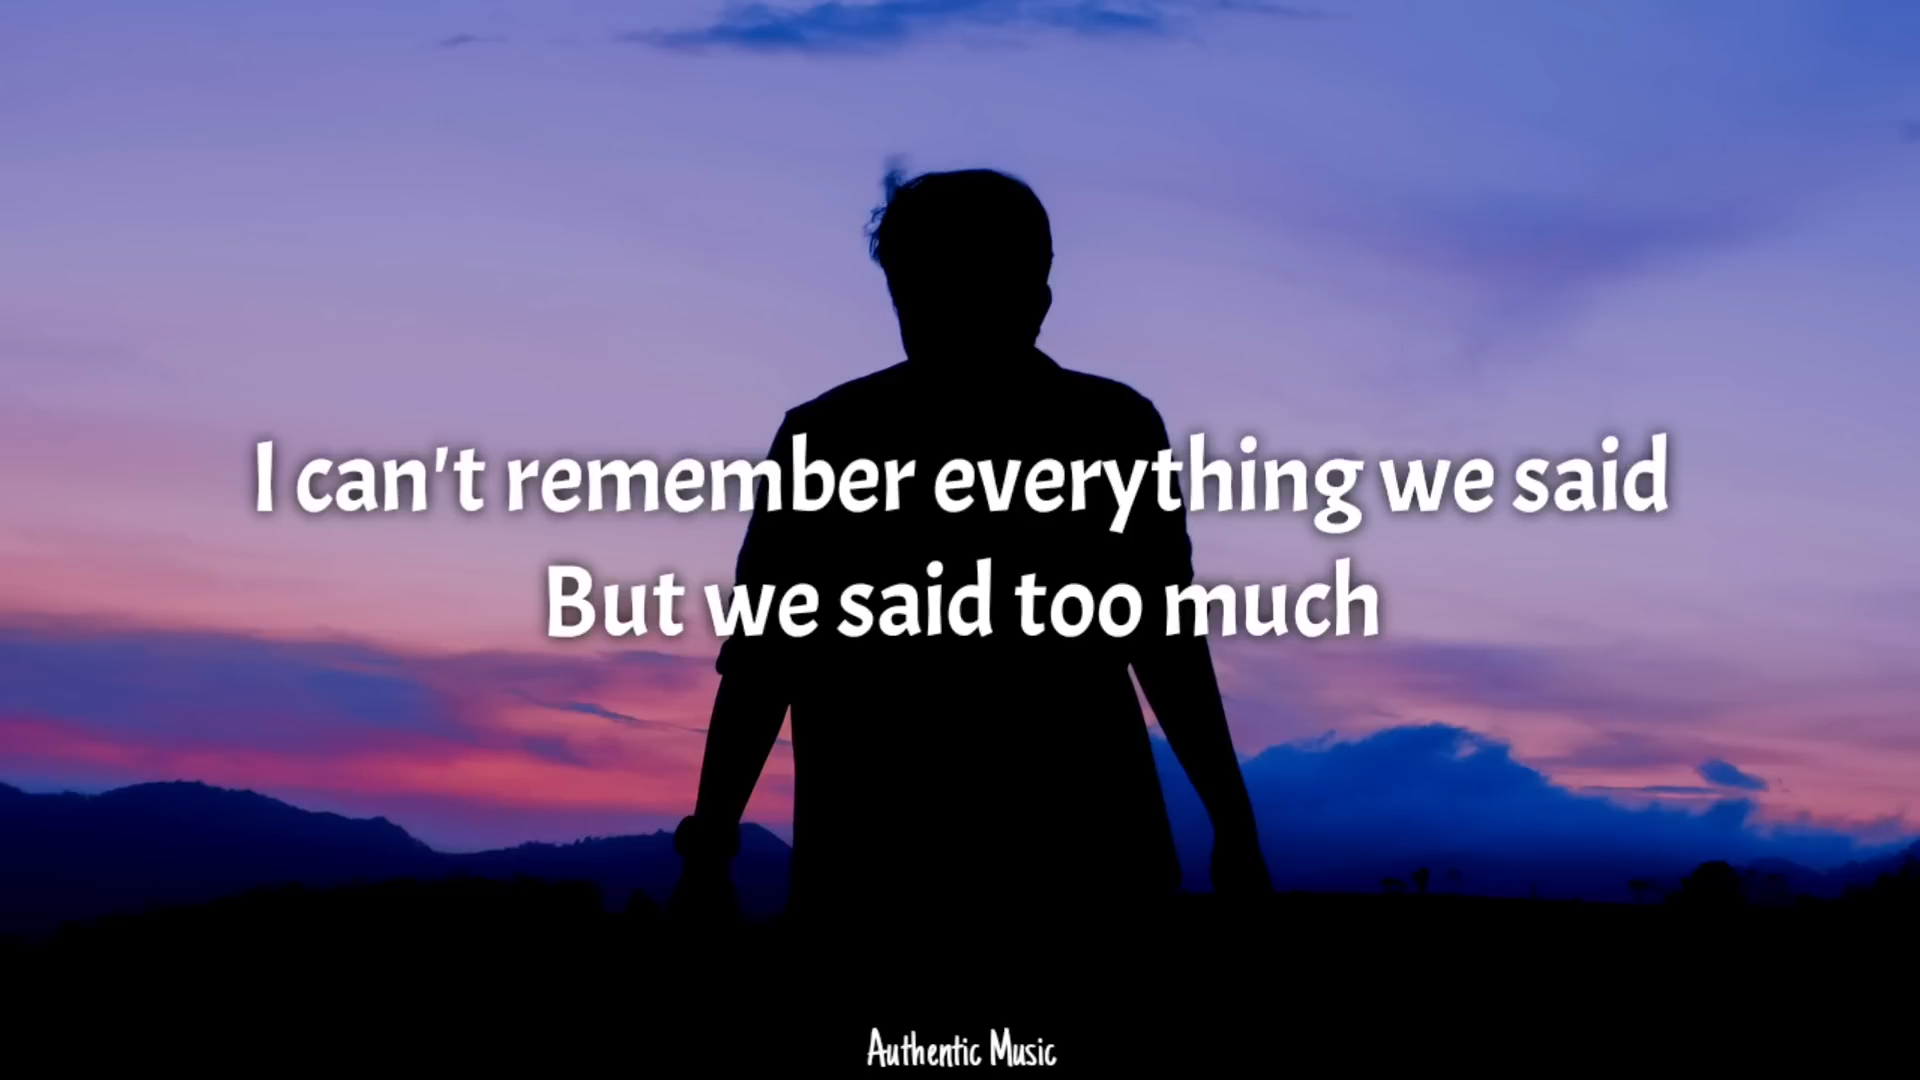 I can't remember everything we said
But we said too much
Authentic Music